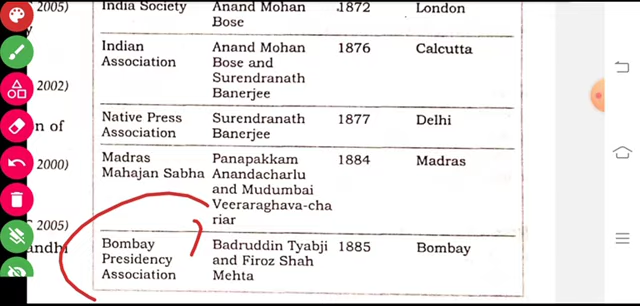 2005)
India Society Anand Mohan 1872 London
Bose
Indian Anand Mohan 1876 Calcutta
Association Bose and
Surendranath
2002) Banerjee
Native Press Surendranath 1877 Delhi
n of Association Banerjee
Madras Panapakkam 1884 Madras
2000) Mahajan Sabha Anandacharlu
and Mudumbai
Veeraraghava-cha
2005) riar
Bombay Badruddin Tyabji 1885 Bombay
Presidency and Firoz Shah
Association Mehta